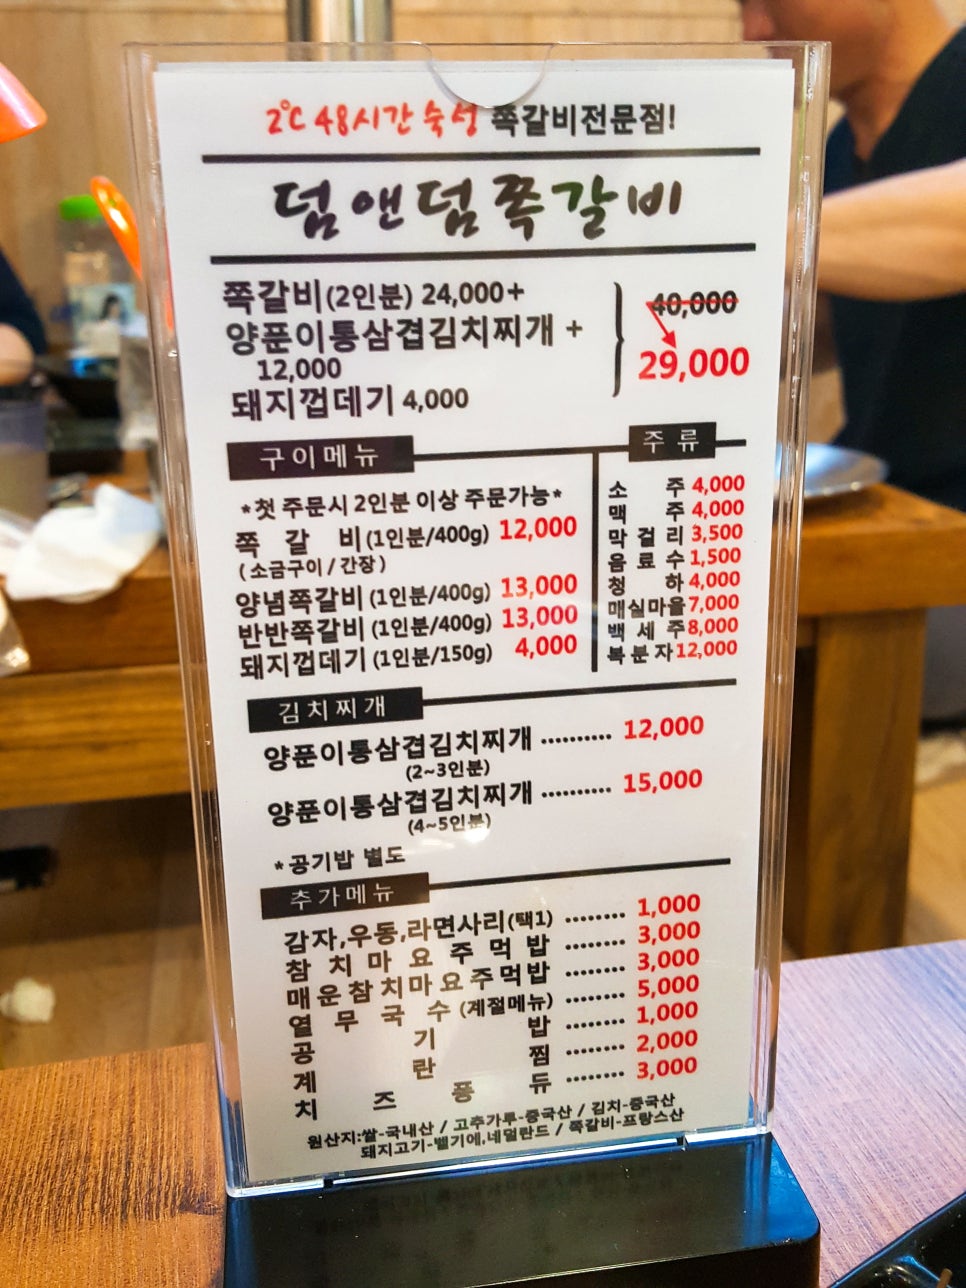 2℃ 48시간 숙성 쪽갈비전문점!
덤앤덤쪽갈비
쪽갈비(2인분) 24,000+
양푼이통삼겹김치찌개 +
12,000
돼지껍데기 4,000
40,000
29,000
구이메뉴
*첫 주문시 2인분 이상 주문가능*
쪽 갈 비(1인분/400g) 12,000
(소금구이/간장)
양념쪽갈비(1인분/400g) 13,000
반반쪽갈비(1인분/400g) 13,000
돼지껍데기(1인분/150g) 4,000
주류
소 주 4,000
맥 주 4,000
막 걸 리 3,500
음 료 수 1,500
청 하 4,000
매실마을 7,000
백 세 주 8,000
복 분 자 12,000
김치찌개
양푼이통삼겹김치찌개 .......... 12,000
(2~3인분)
양푼이통삼겹김치찌개 .......... 15,000
(4~5인분)
*공기밥 별도
추가메뉴
감자,우동,라면사리(택1) ........ 1,000
참 치 마 요 주 먹 밥 ........ 3,000
매운참치마요주먹밥 ........ 3,000
열 무 국 수 (계절메뉴) ........ 5,000
공 기 밥 ........ 1,000
계 란 찜 ........ 2,000
치 즈 퐁 듀 ........ 3,000
원산지:쌀-국내산 / 고추가루-중국산 / 김치-중국산
돼지고기-벨기에,네덜란드 / 쪽갈비-프랑스산